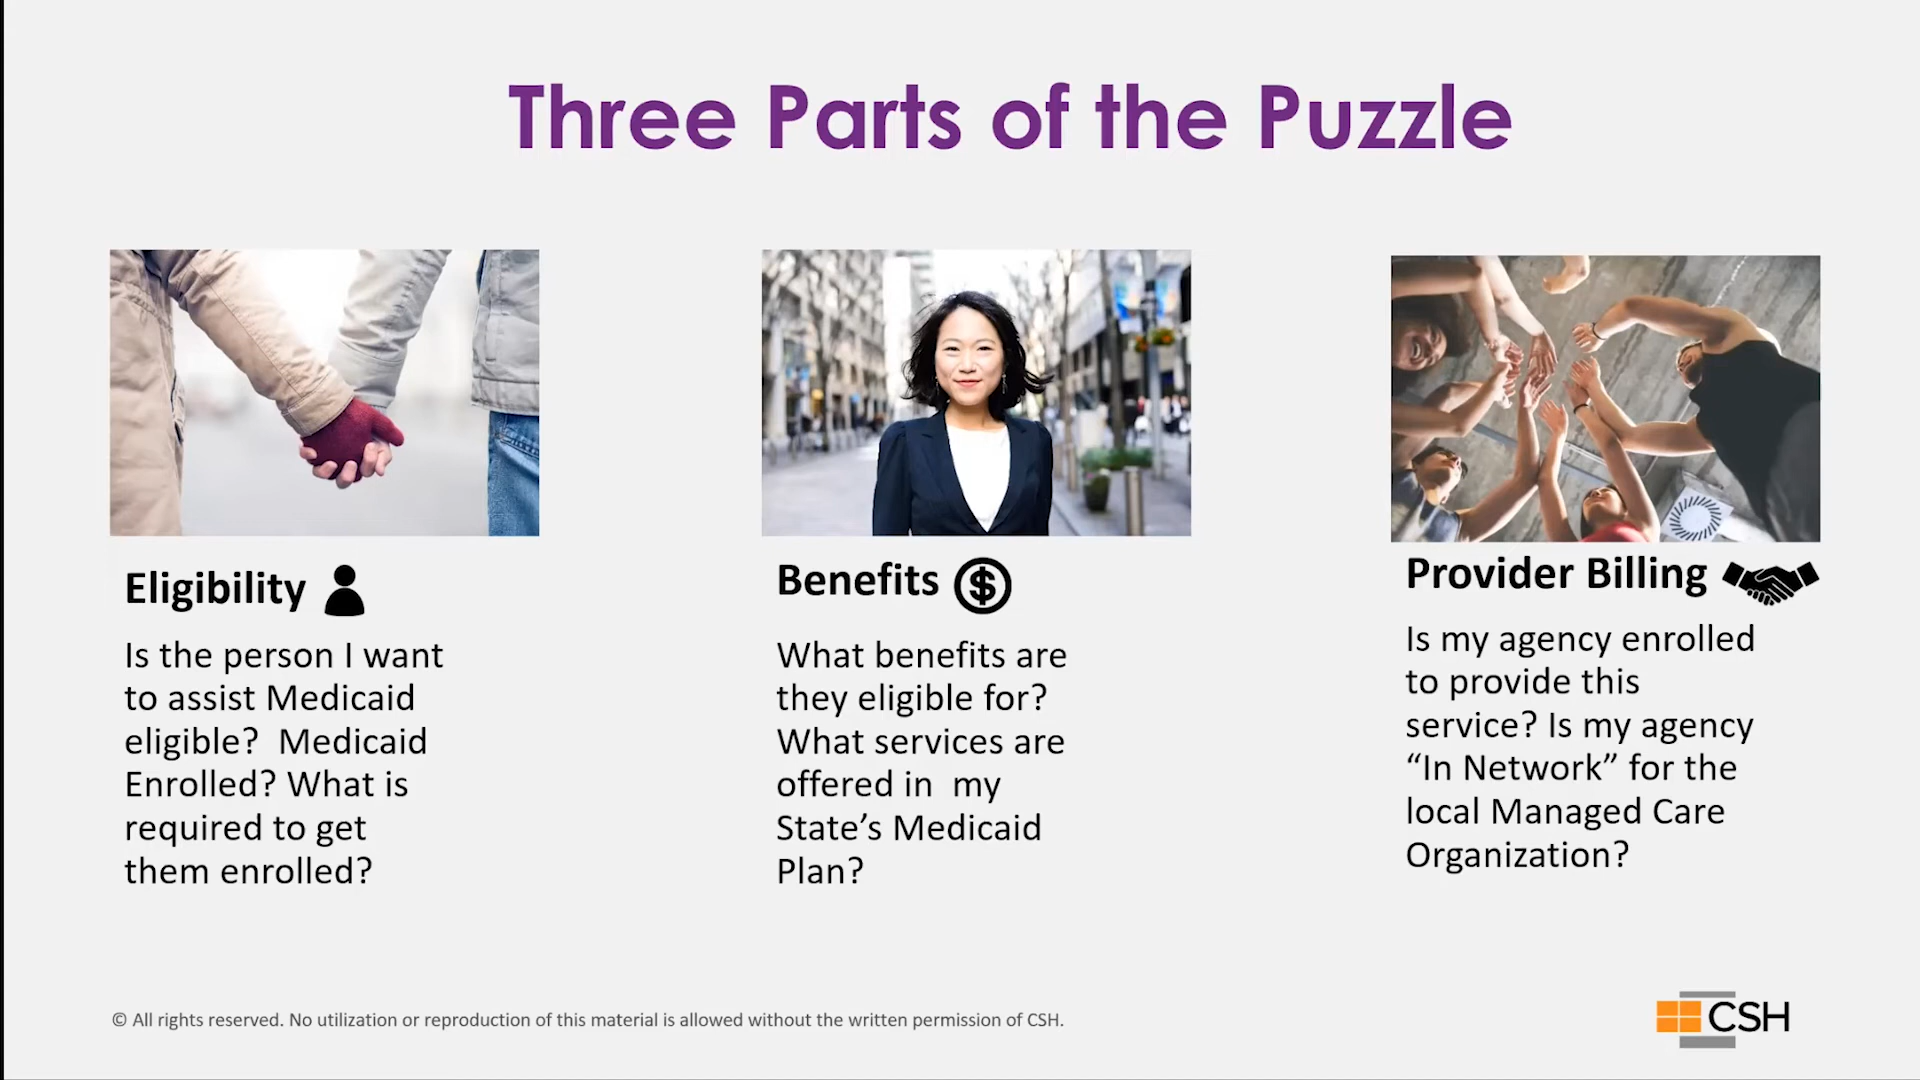 Three Parts of the Puzzle
Eligibility
Is the person I want
to assist Medicaid
eligible?  Medicaid
Enrolled? What is
required to get
them enrolled?
Benefits
What benefits are
they eligible for?
What services are
offered in  my
State’s Medicaid
Plan?
Provider Billing
Is my agency enrolled
to provide this
service? Is my agency
“In Network” for the
local Managed Care
Organization?
© All rights reserved. No utilization or reproduction of this material is allowed without the written permission of CSH.
CSH